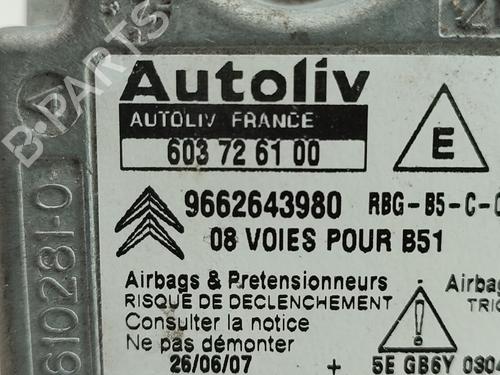 Autoliv
AUTOLIV FRANCE
603 72 61 00
E
9662643980 RBG-B5-C-
08 VOIES POUR B51
Airbags & Pretensionneurs
RISQUE DE DECLENCHEMENT
Consulter la notice
Ne pas démonter
26/06/07 + 5E GB6Y
Airbag
610281-0
B-PARTS